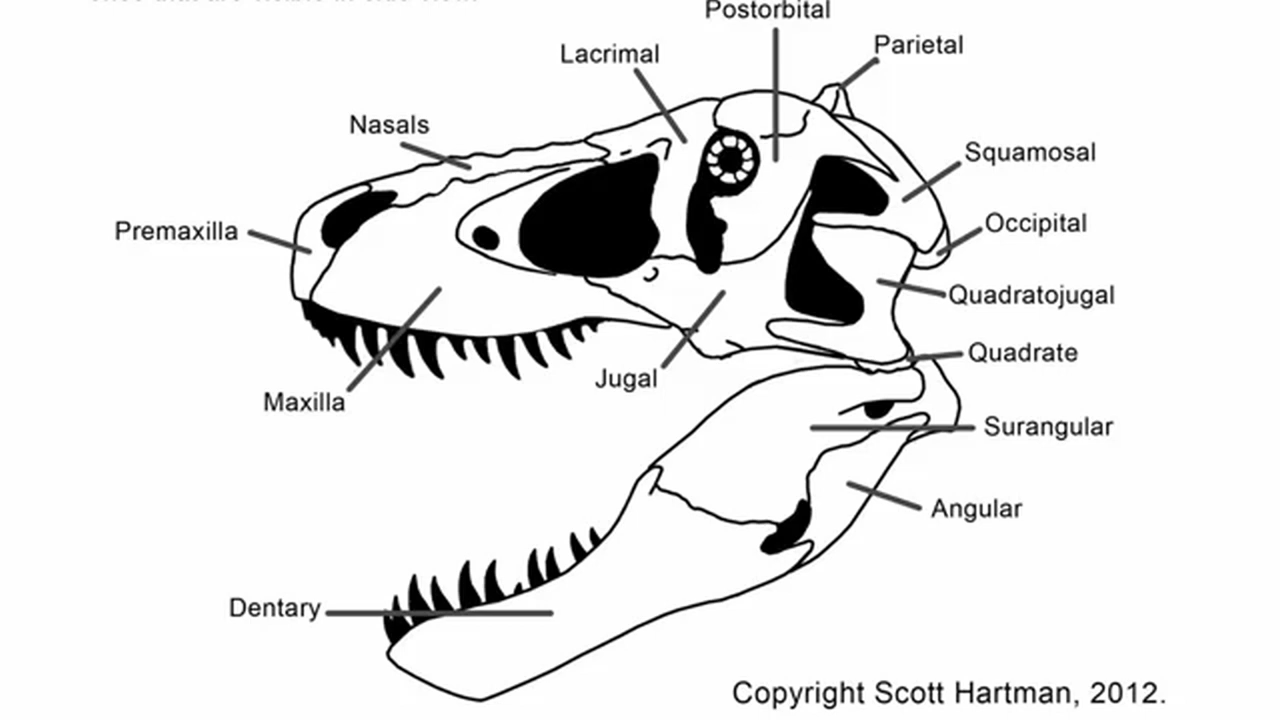 Postorbital
Parietal
Lacrimal
Nasals
Squamosal
Occipital
Premaxilla
Quadratojugal
Quadrate
Jugal
Maxilla
Surangular
Angular
Dentary
Copyright Scott Hartman, 2012.